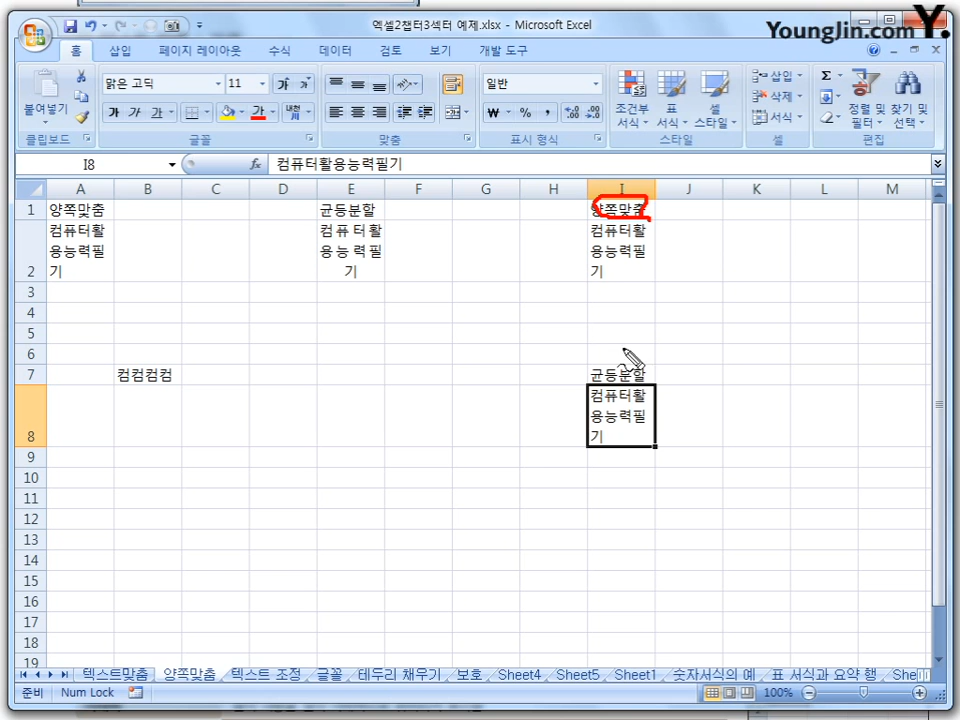 엑셀2챕터3섹터 예제.xlsx - Microsoft Excel
YoungJin.com Y.
홈 삽입 페이지 레이아웃 수식 데이터 검토 보기 개발 도구
붙여넣기
클립보드
맑은 고딕 11
가 가 가 가 가 가
글꼴
맞춤
일반
₩ % ,
표시 형식
조건부 서식 표 서식 셀 스타일
스타일
삽입
삭제
서식
셀
Σ
정렬 및 필터 찾기 및 선택
편집
I8 fx 컴퓨터활용능력필기
A B C D E F G H I J K L M
1 양쪽맞춤 균등분할 양쪽맞춤
컴퓨터활 컴퓨터활 컴퓨터활
용능력필 용능력필 용능력필
2 기 기 기
3
4
5
6
7 컴컴컴컴 균등분할
컴퓨터활
용능력필
8 기
9
10
11
12
13
14
15
16
17
18
19
텍스트맞춤 양쪽맞춤 텍스트 조정 글꼴 테두리 채우기 보호 Sheet4 Sheet5 Sheet1 숫자서식의 예 표 서식과 요약 행 She
준비 Num Lock 100%